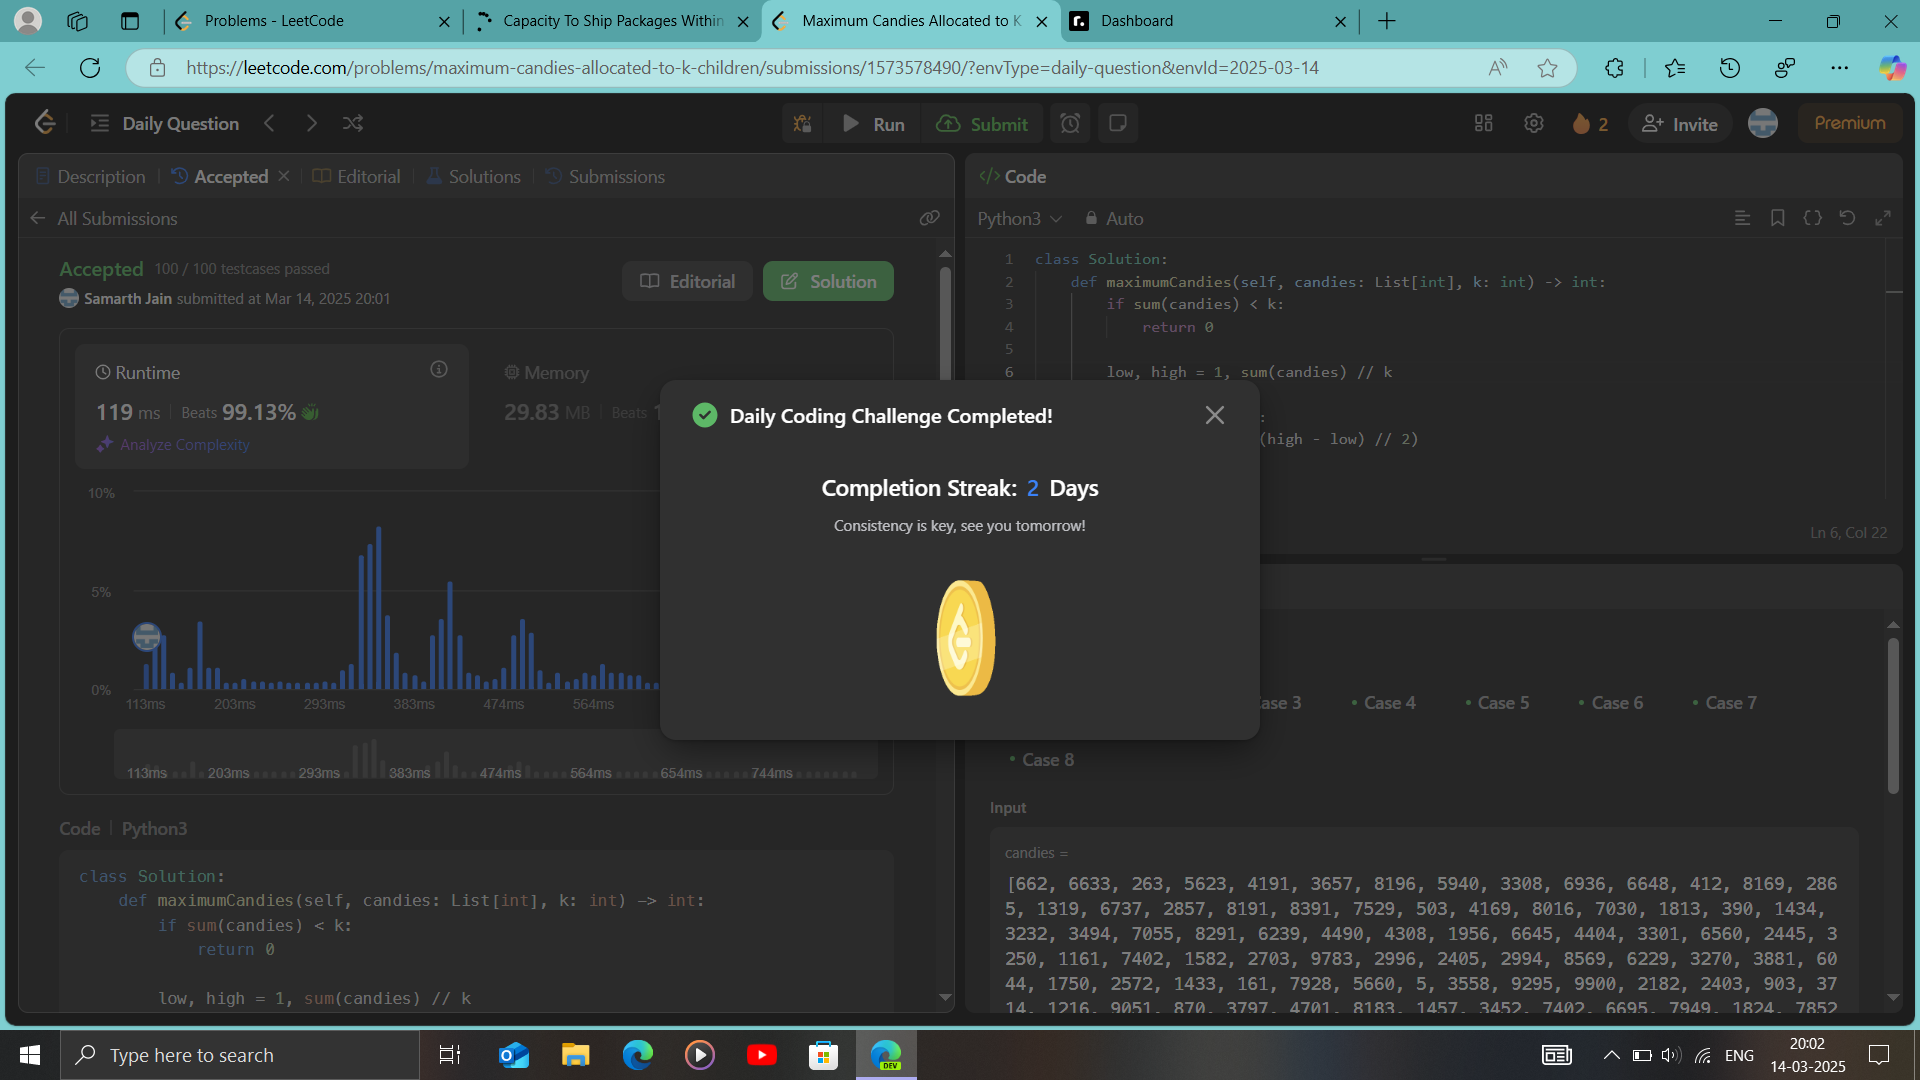 Problems - LeetCode
Capacity To Ship Packages Within
Maximum Candies Allocated to K
Dashboard
https://leetcode.com/problems/maximum-candies-allocated-to-k-children/submissions/1573578490/?envType=daily-question&envId=2025-03-14
Daily Question
Run
Submit
2
Invite
Premium
Description
Accepted
Editorial
Solutions
Submissions
All Submissions
Accepted 100 / 100 testcases passed
Samarth Jain submitted at Mar 14, 2025 20:01
Editorial
Solution
Runtime
119 ms | Beats 99.13%
Analyze Complexity
Memory
29.83 MB | Beats
10%
5%
0%
113ms 203ms 293ms 383ms 474ms 564ms
113ms 203ms 293ms 383ms 474ms 564ms 654ms 744ms
Code | Python3
class Solution:
def maximumCandies(self, candies: List[int], k: int) -> int:
if sum(candies) < k:
return 0
low, high = 1, sum(candies) // k
Daily Coding Challenge Completed!
Completion Streak: 2 Days
Consistency is key, see you tomorrow!
</> Code
Python3
Auto
1 class Solution:
2 def maximumCandies(self, candies: List[int], k: int) -> int:
3 if sum(candies) < k:
4 return 0
5
6 low, high = 1, sum(candies) // k
:
(high - low) // 2)
Ln 6, Col 22
Case 3 Case 4 Case 5 Case 6 Case 7
Case 8
Input
candies =
[662, 6633, 263, 5623, 4191, 3657, 8196, 5940, 3308, 6936, 6648, 412, 8169, 286
5, 1319, 6737, 2857, 8191, 8391, 7529, 503, 4169, 8016, 7030, 1813, 390, 1434,
3232, 3494, 7055, 8291, 6239, 4490, 4308, 1956, 6645, 4404, 3301, 6560, 2445, 3
250, 1161, 7402, 1582, 2703, 9783, 2996, 2405, 2994, 8569, 6229, 3270, 3881, 60
44, 1750, 2572, 1433, 161, 7928, 5660, 5, 3558, 9295, 9900, 2182, 2403, 903, 37
14, 1216, 9051, 870, 3797, 4701, 8183, 1457, 3452, 7402, 6695, 7949, 1824, 7852
Type here to search
DEV
ENG
20:02
14-03-2025